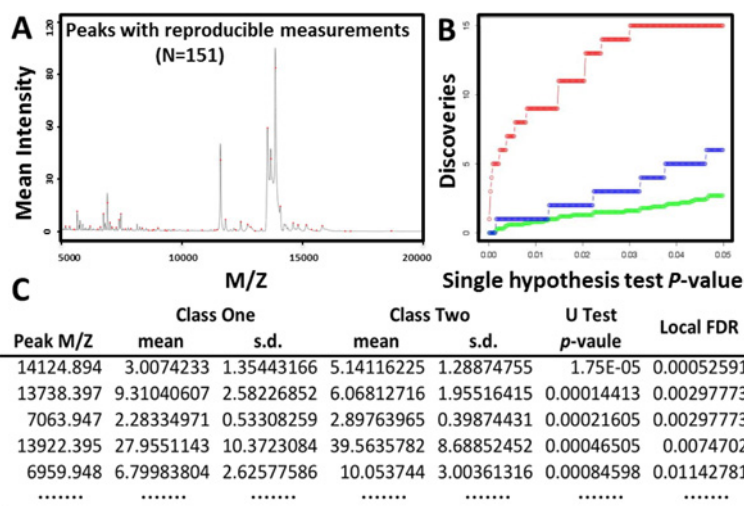 A
Peaks with reproducible measurements
(N=151)
Mean Intensity
120
80
60
30
0
5000 10000 15000 20000
M/Z
B
Discoveries
15
10
5
0
0.00 0.01 0.02 0.03 0.04 0.05
Single hypothesis test P-value
C
Class One Class Two U Test Local FDR
Peak M/Z mean s.d. mean s.d. p-vaule
14124.894 3.0074233 1.35443166 5.14116225 1.28874755 1.75E-05 0.00052591
13738.397 9.31040607 2.58226852 6.06812716 1.95516415 0.00014413 0.00297773
7063.947 2.28334971 0.53308259 2.89763965 0.39874431 0.00021605 0.00297773
13922.395 27.9551143 10.3723084 39.5635782 8.68852452 0.00046505 0.0074702
6959.948 6.79983804 2.62577586 10.053744 3.00361316 0.00084598 0.01142781
....... ....... ....... ....... ....... ....... .......